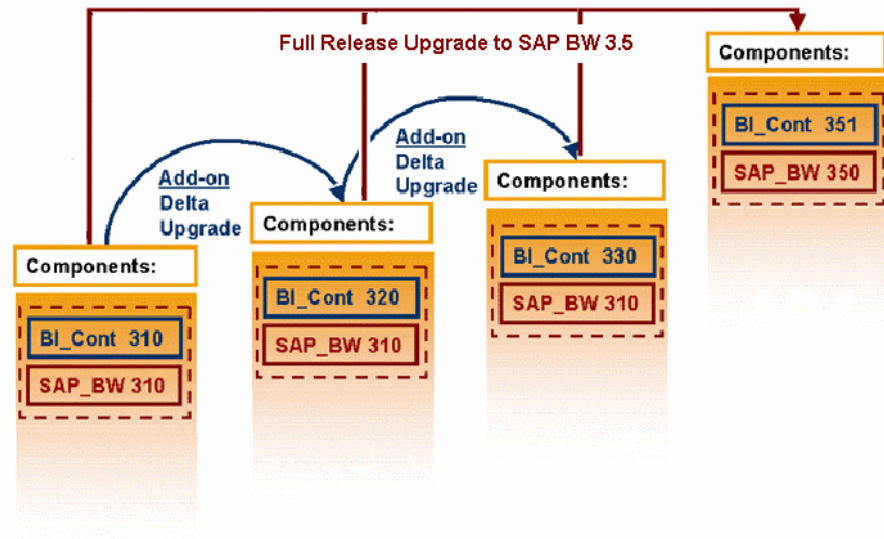 Full Release Upgrade to SAP BW 3.5
Components:
BI_Cont 351
SAP_BW 350
Add-on
Delta
Upgrade
Components:
BI_Cont 330
SAP_BW 310
Add-on
Delta
Upgrade
Components:
BI_Cont 320
SAP_BW 310
Components:
BI_Cont 310
SAP_BW 310